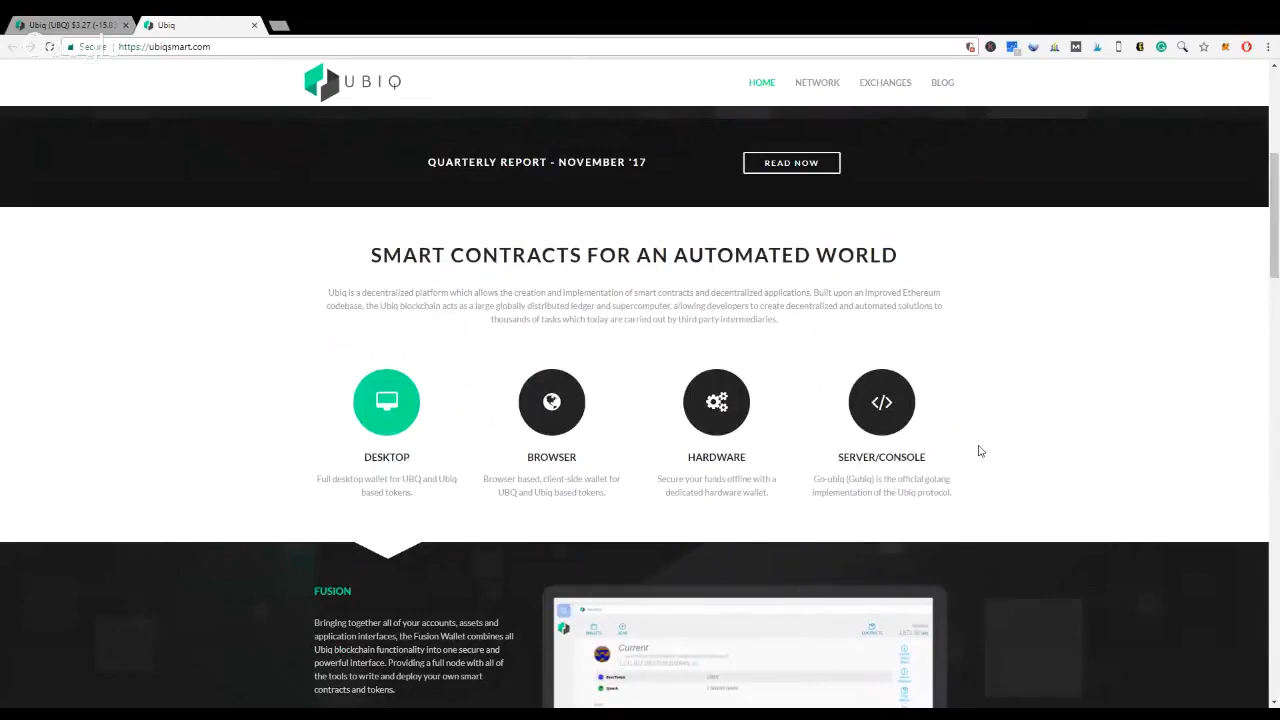 Ubiq (UBQ) $3.27 (-15.8
Ubiq
Secure
https://ubiqsmart.com
UBIQ
HOME
NETWORK
EXCHANGES
BLOG
QUARTERLY REPORT - NOVEMBER '17
READ NOW
SMART CONTRACTS FOR AN AUTOMATED WORLD
Ubiq is a decentralized platform which allows the creation and implementation of smart contracts and decentralized applications. Built upon an improved Ethereum
codebase, the Ubiq blockchain acts as a large globally distributed ledger and supercomputer, allowing developers to create decentralized and automated solutions to
thousands of tasks which today are carried out by third party intermediaries.
DESKTOP
Full desktop wallet for UBQ and Ubiq
based tokens.
BROWSER
Browser based, client-side wallet for
UBQ and Ubiq based tokens.
HARDWARE
Secure your funds offline with a
dedicated hardware wallet.
SERVER/CONSOLE
Go-ubiq (Gubiq) is the official golang
implementation of the Ubiq protocol.
FUSION
Bringing together all of your accounts, assets and
application interfaces, the Fusion Wallet combines all
Ubiq blockchain functionality into one secure and
powerful interface. Providing a full node with all of
the tools to write and deploy your own smart
contracts and tokens.
WALLETS
SEND
CONTRACTS
Current